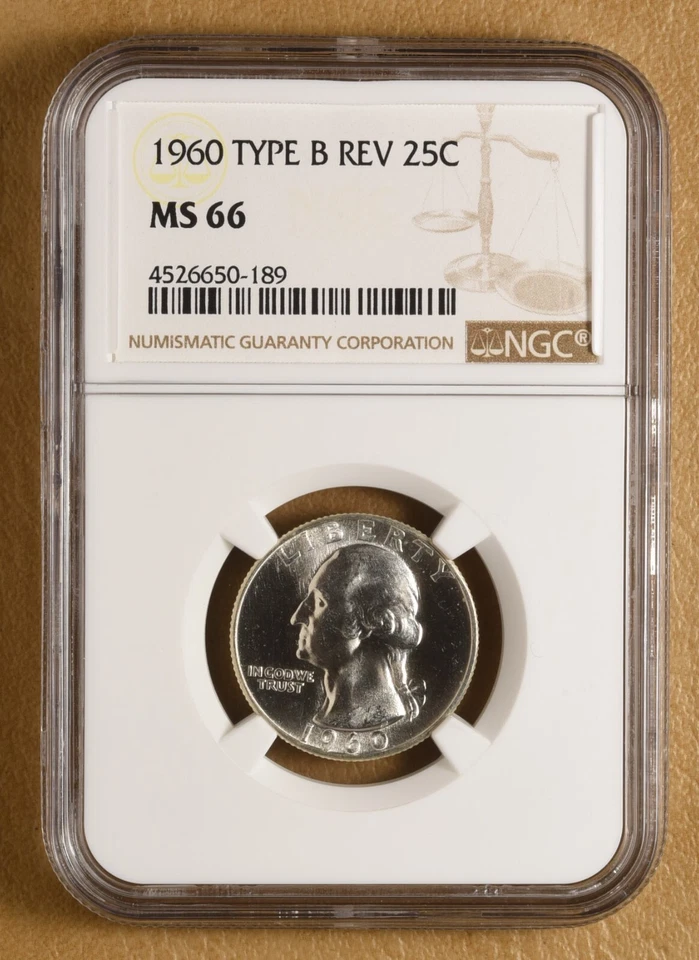 1960 TYPE B REV 25C
MS 66
4526650-189
NUMISMATIC GUARANTY CORPORATION
NGC®
LIBERTY
IN GOD WE
TRUST
1960